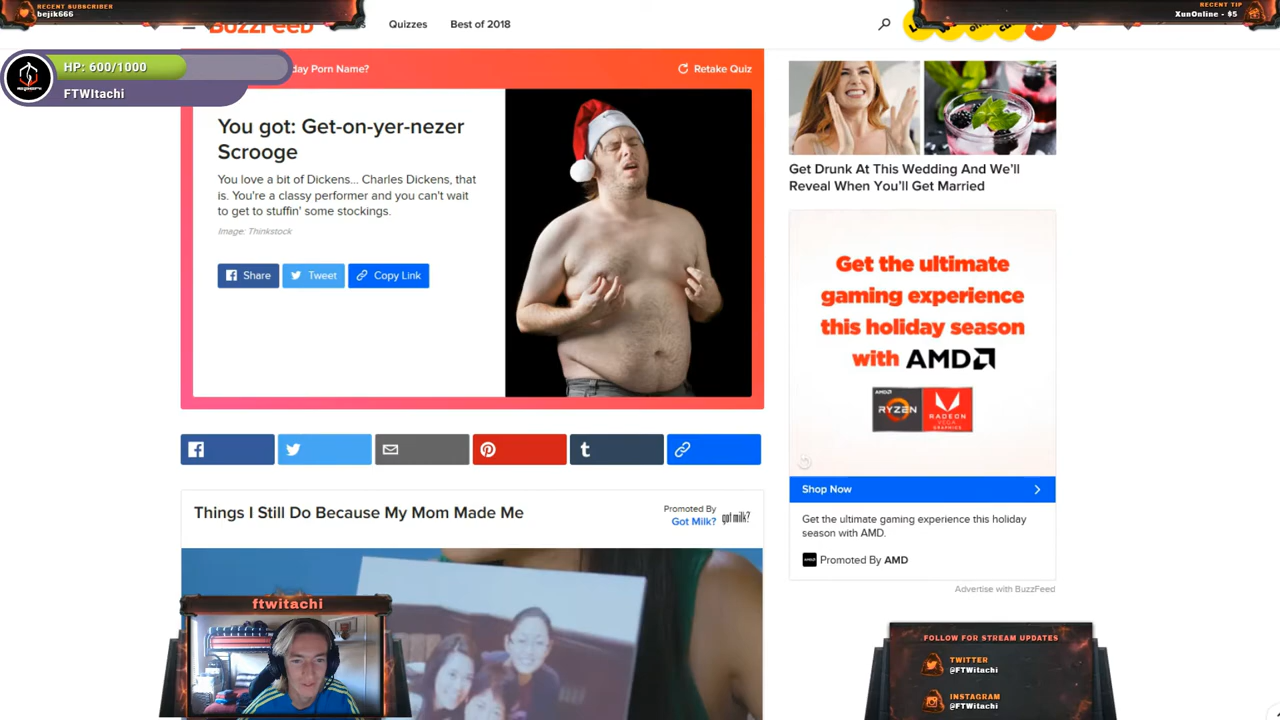 RECENT SUBSCRIBER
bejik666
BuzzFeed
Quizzes
Best of 2018
RECENT TIP
XunOnline - $5
HP: 600/1000
FTWItachi
day Porn Name?
Retake Quiz
You got: Get-on-yer-nezer
Scrooge
You love a bit of Dickens... Charles Dickens, that
is. You're a classy performer and you can't wait
to get to stuffin' some stockings.
Image: Thinkstock
Share
Tweet
Copy Link
Get Drunk At This Wedding And We'll
Reveal When You'll Get Married
Get the ultimate
gaming experience
this holiday season
with AMD
AMD
RYZEN
RADEON
VEGA
GRAPHICS
Shop Now
Get the ultimate gaming experience this holiday
season with AMD.
AMD
Promoted By AMD
Advertise with BuzzFeed
Things I Still Do Because My Mom Made Me
Promoted By
Got Milk?
got milk?
ftwitachi
FOLLOW FOR STREAM UPDATES
TWITTER
@FTWitachi
INSTAGRAM
@FTWitachi